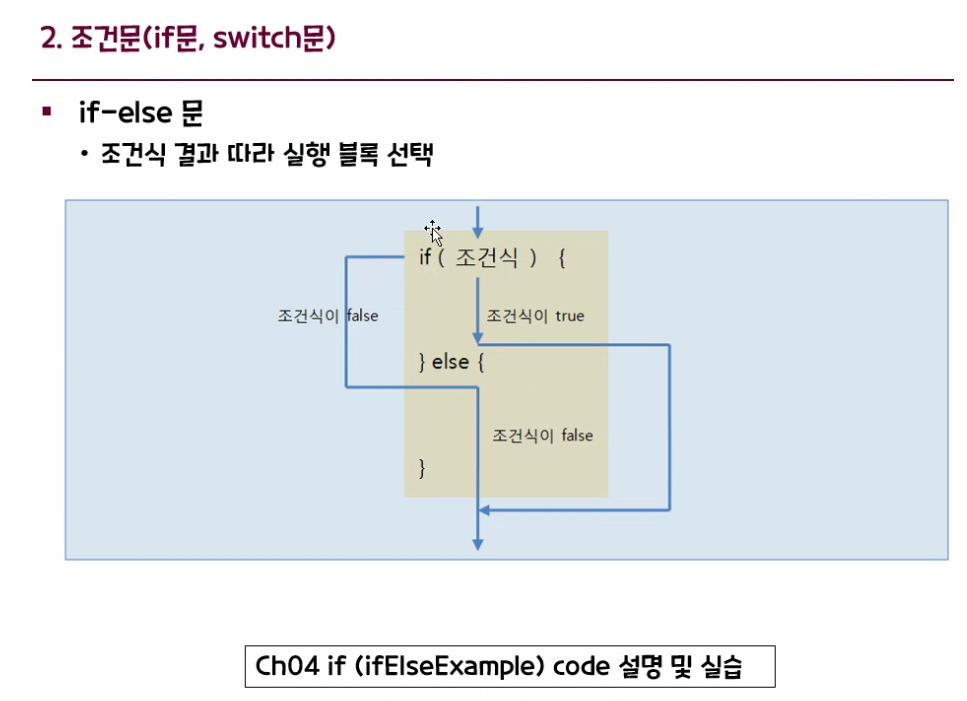 2. 조건문(if문, switch문)
▪ if-else 문
• 조건식 결과 따라 실행 블록 선택
if ( 조건식 ) {
조건식이 false
조건식이 true
} else {
조건식이 false
}
Ch04 if (ifElseExample) code 설명 및 실습